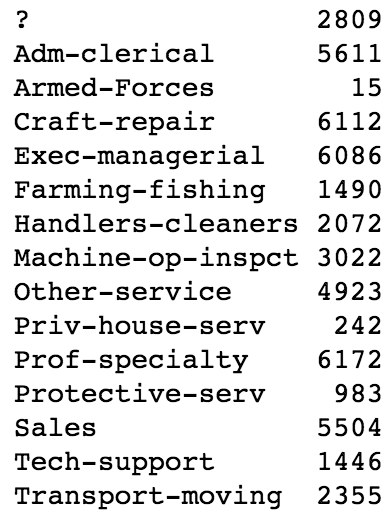 ? 2809
Adm-clerical 5611
Armed-Forces 15
Craft-repair 6112
Exec-managerial 6086
Farming-fishing 1490
Handlers-cleaners 2072
Machine-op-inspct 3022
Other-service 4923
Priv-house-serv 242
Prof-specialty 6172
Protective-serv 983
Sales 5504
Tech-support 1446
Transport-moving 2355